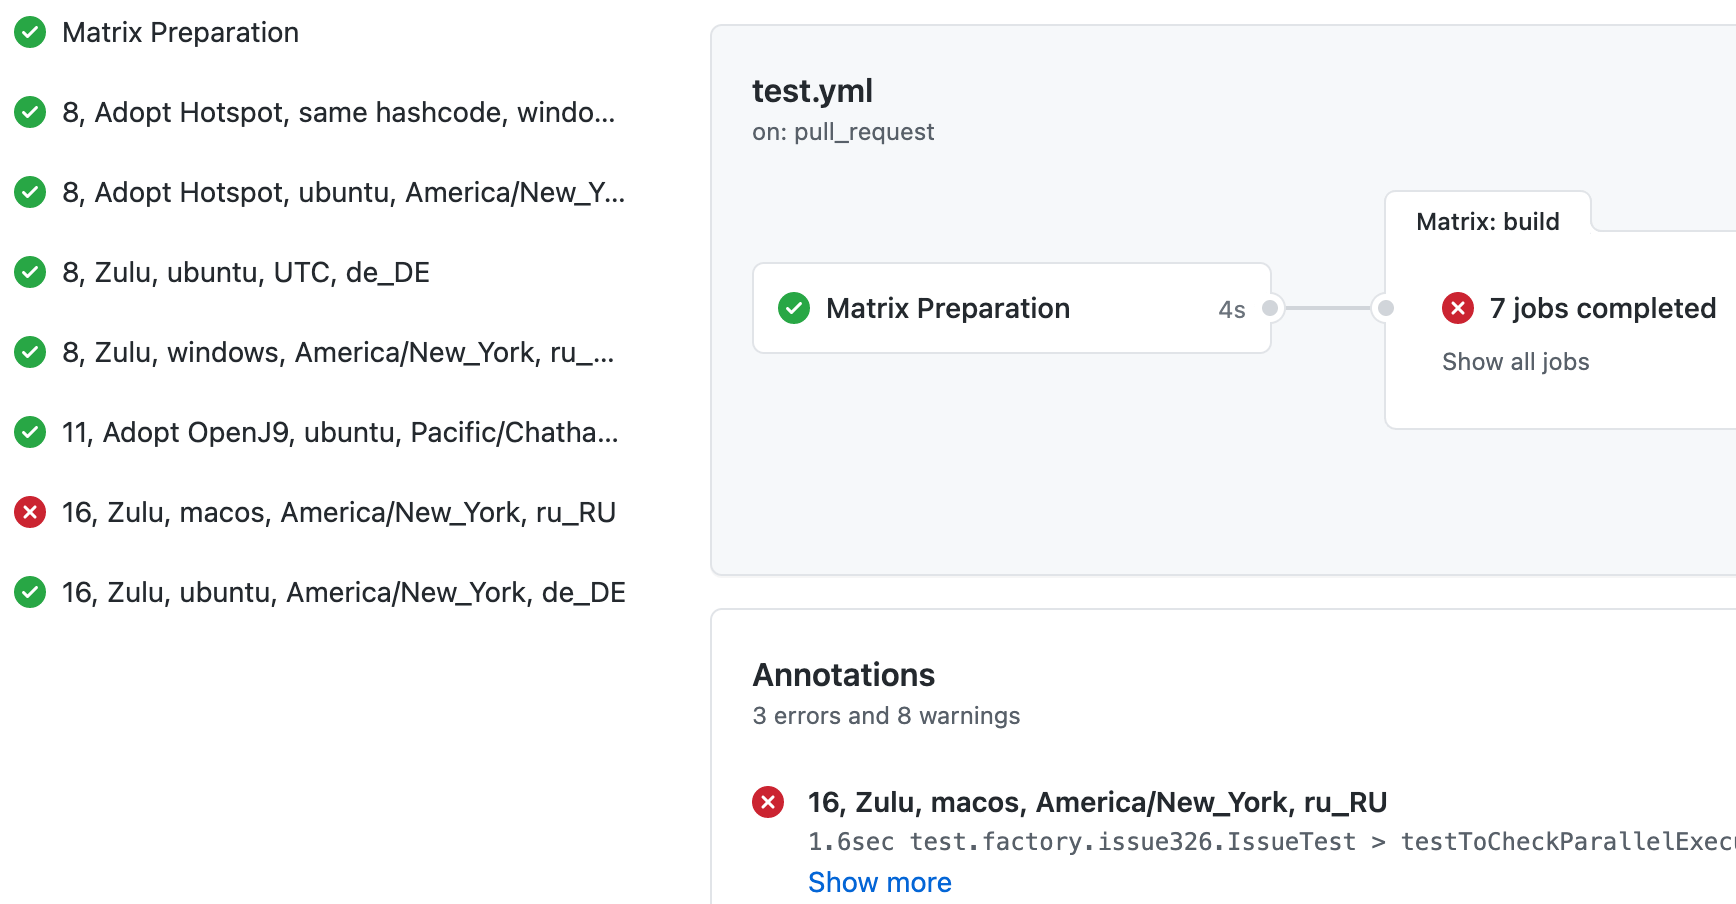 Matrix Preparation
8, Adopt Hotspot, same hashcode, windo...
8, Adopt Hotspot, ubuntu, America/New_Y...
8, Zulu, ubuntu, UTC, de_DE
8, Zulu, windows, America/New_York, ru_...
11, Adopt OpenJ9, ubuntu, Pacific/Chatha...
16, Zulu, macos, America/New_York, ru_RU
16, Zulu, ubuntu, America/New_York, de_DE
test.yml
on: pull_request
Matrix: build
Matrix Preparation 4s
7 jobs completed
Show all jobs
Annotations
3 errors and 8 warnings
16, Zulu, macos, America/New_York, ru_RU
1.6sec test.factory.issue326.IssueTest > testToCheckParallelExecu
Show more